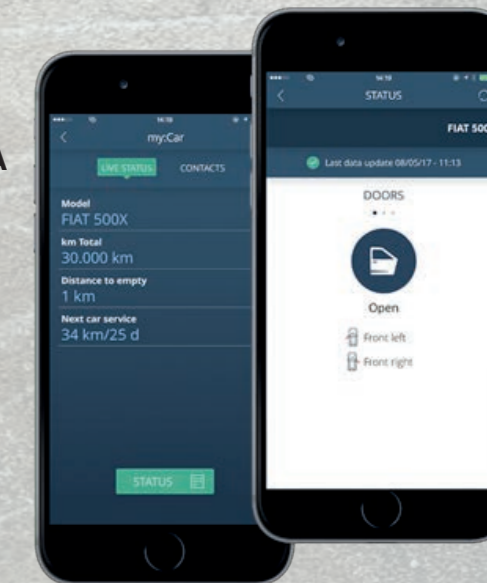 A
14:19
my:Car
LIVE STATUS
CONTACTS
Model
FIAT 500X
km Total
30.000 km
Distance to empty
1 km
Next car service
34 km/25 d
STATUS
STATUS
FIAT 500
Last data update 08/05/17 - 11:13
DOORS
Open
Front left
Front right